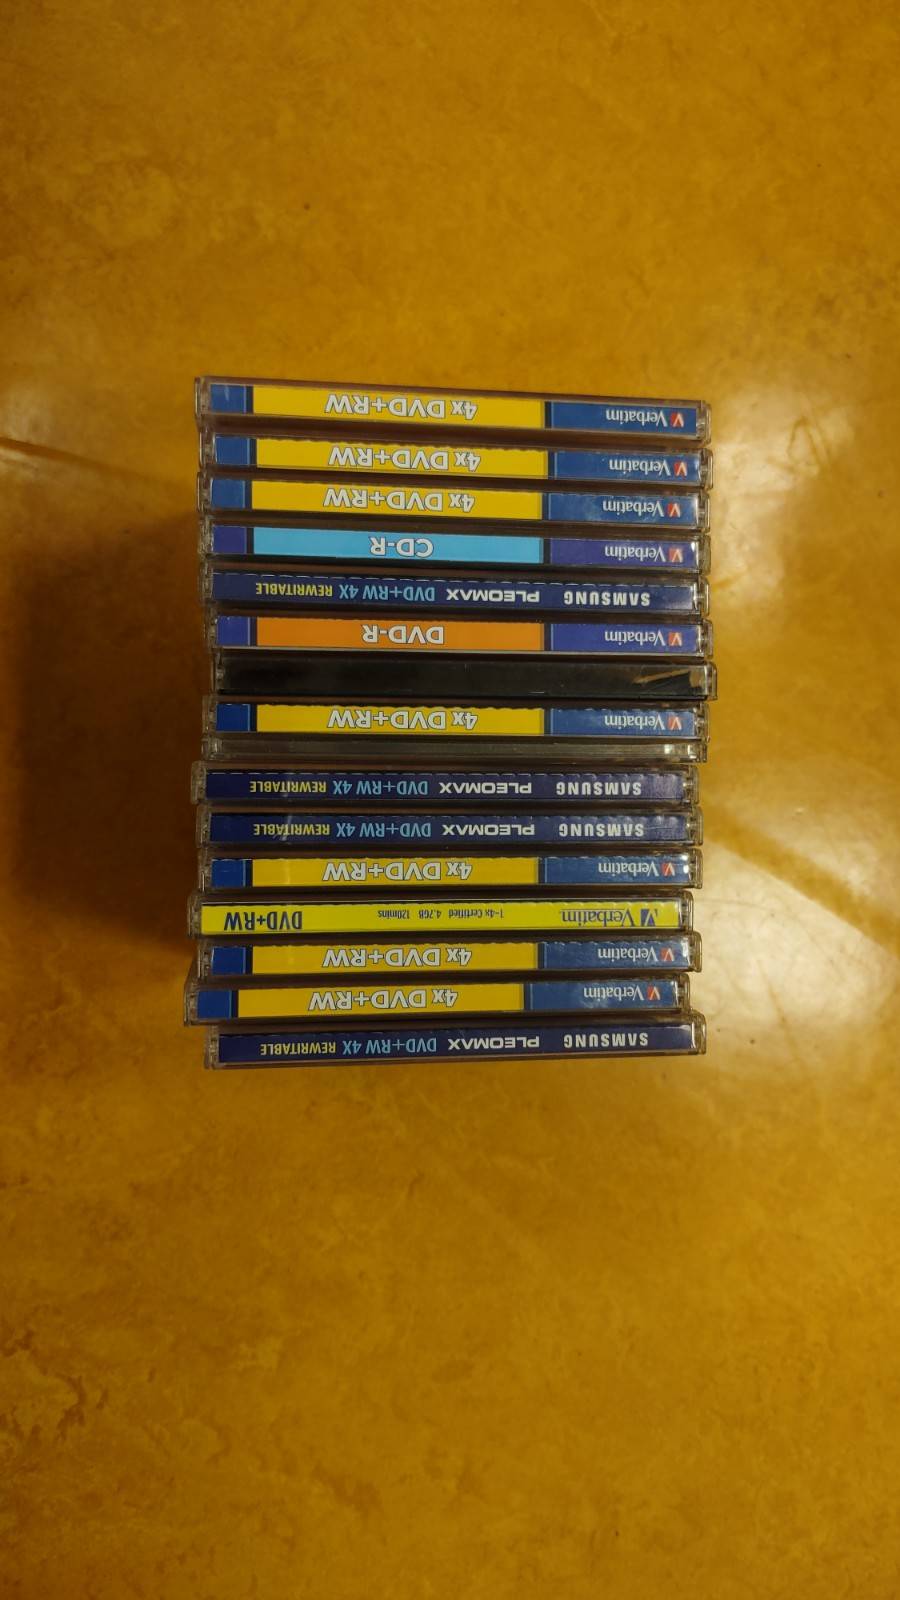 SAMSUNG PLEOMAX DVD+RW 4X REWRITABLE
Verbatim 4x DVD+RW
Verbatim 4x DVD+RW
Verbatim 1-4x Certified 4.7GB 120mins DVD+RW
Verbatim 4x DVD+RW
SAMSUNG PLEOMAX DVD+RW 4X REWRITABLE
SAMSUNG PLEOMAX DVD+RW 4X REWRITABLE
Verbatim 4x DVD+RW
Verbatim DVD-R
SAMSUNG PLEOMAX DVD+RW 4X REWRITABLE
Verbatim CD-R
Verbatim 4x DVD+RW
Verbatim 4x DVD+RW
Verbatim 4x DVD+RW